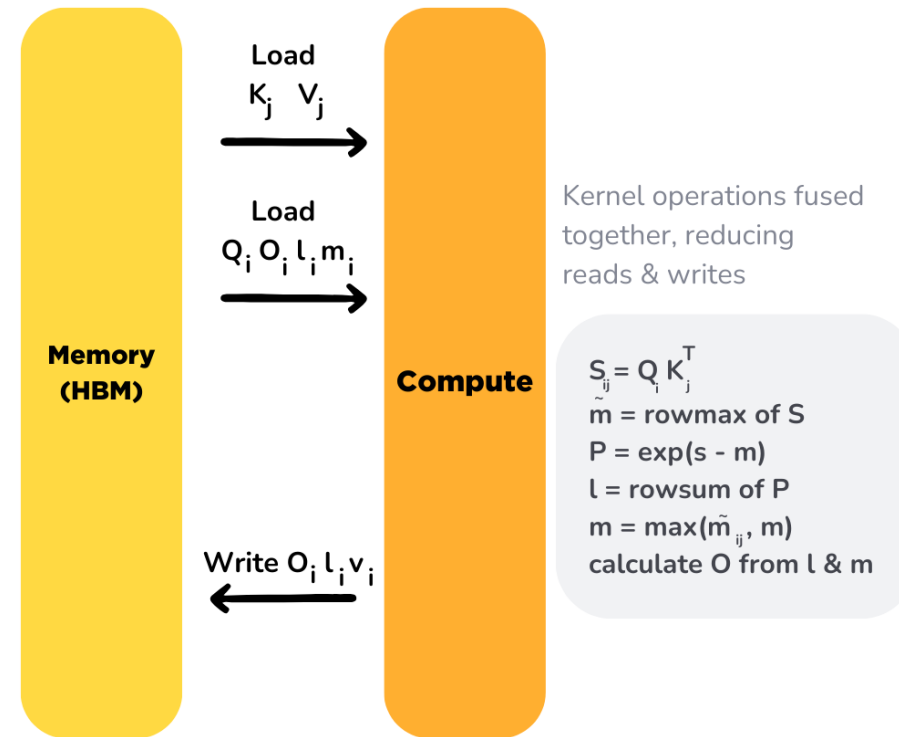 Load
Kⱼ Vⱼ
Load
Qᵢ Oᵢ lᵢ mᵢ
Memory
(HBM)
Compute
Write Oᵢ lᵢ vᵢ
Kernel operations fused
together, reducing
reads & writes
Sᵢⱼ = Qᵢ Kⱼᵀ
m̃ = rowmax of S
P = exp(s - m)
l = rowsum of P
m = max(m̃ᵢⱼ, m)
calculate O from l & m